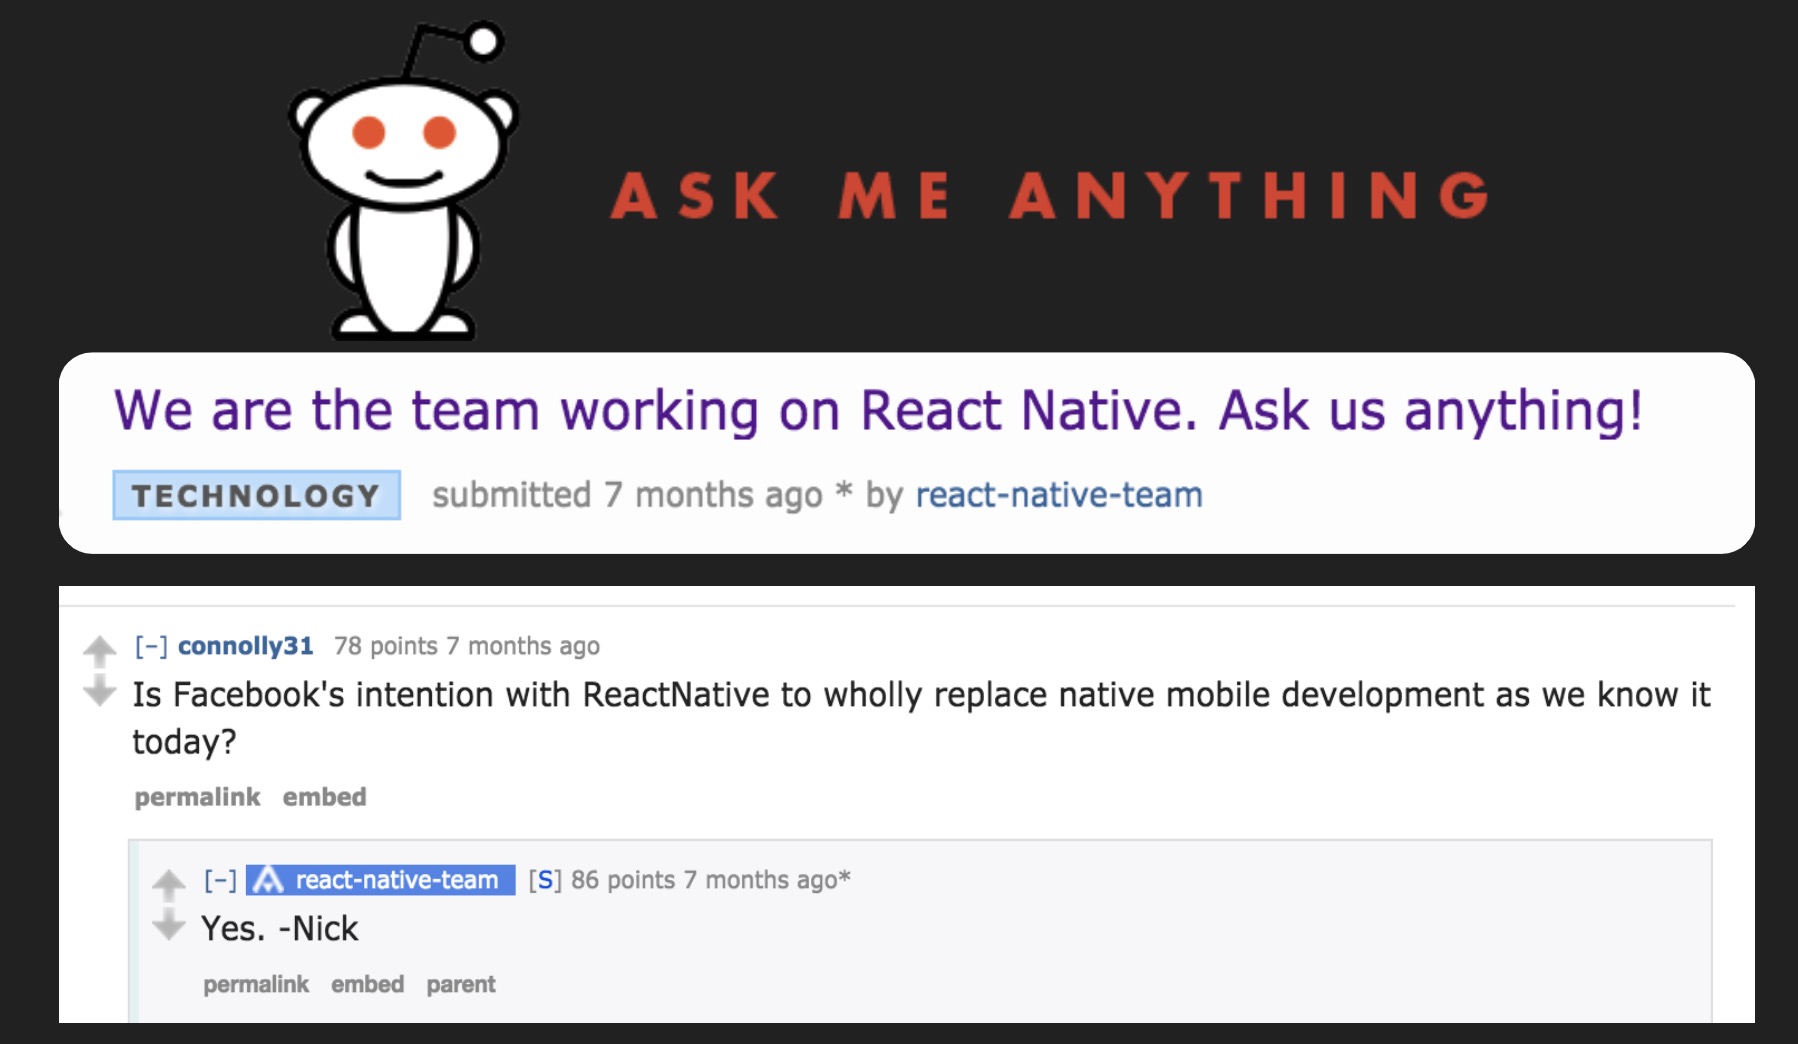 ASK ME ANYTHING
We are the team working on React Native. Ask us anything!
TECHNOLOGY submitted 7 months ago * by react-native-team
[-] connolly31 78 points 7 months ago
Is Facebook's intention with ReactNative to wholly replace native mobile development as we know it
today?
permalink embed
[-] react-native-team [S] 86 points 7 months ago*
Yes. -Nick
permalink embed parent